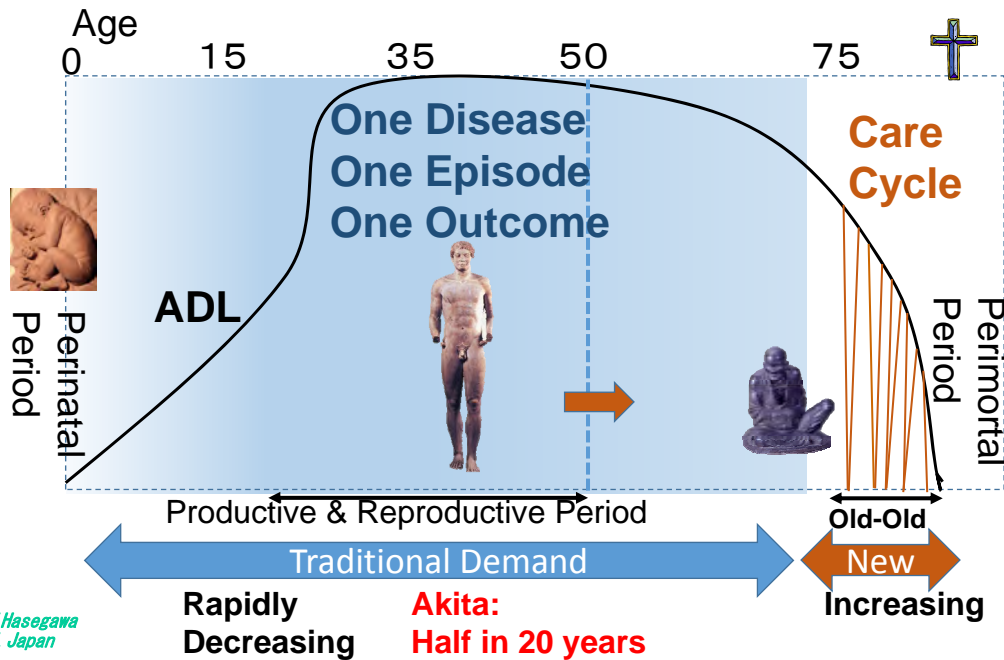 Age
0 15 35 50 75
One Disease
One Episode
One Outcome
Care
Cycle
ADL
Perinatal
Period
Perimortal
Period
Productive & Reproductive Period
Old-Old
Traditional Demand
New
Rapidly
Decreasing
Akita:
Half in 20 years
Increasing
Hasegawa
Japan